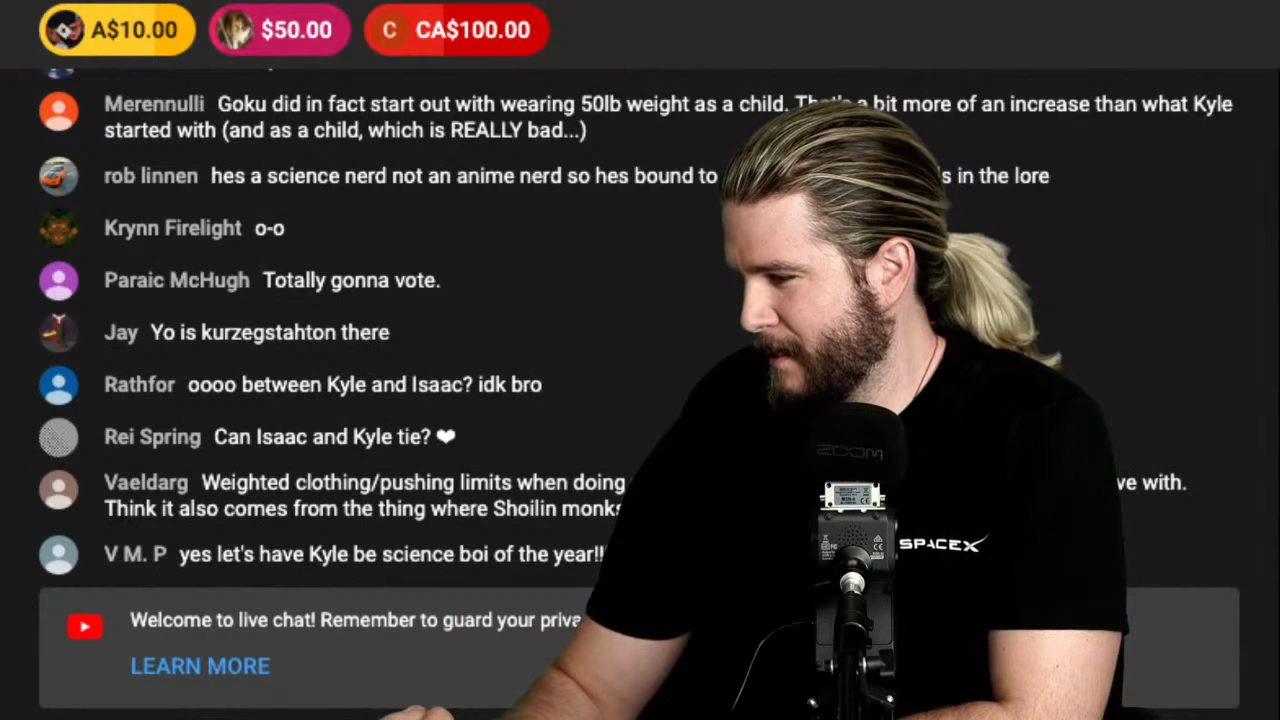 A$10.00 $50.00 C CA$100.00
Merennulli Goku did in fact start out with wearing 50lb weight as a child. That's a bit more of an increase than what Kyle
started with (and as a child, which is REALLY bad...)
rob linnen hes a science nerd not an anime nerd so hes bound to s in the lore
Krynn Firelight o-o
Paraic McHugh Totally gonna vote.
Jay Yo is kurzegstahton there
Rathfor oooo between Kyle and Isaac? idk bro
Rei Spring Can Isaac and Kyle tie? ❤
Vaeldarg Weighted clothing/pushing limits when doing ve with.
Think it also comes from the thing where Shoilin monks
V M. P yes let's have Kyle be science boi of the year!!
Welcome to live chat! Remember to guard your priva
LEARN MORE
ZOOM
SPACEX